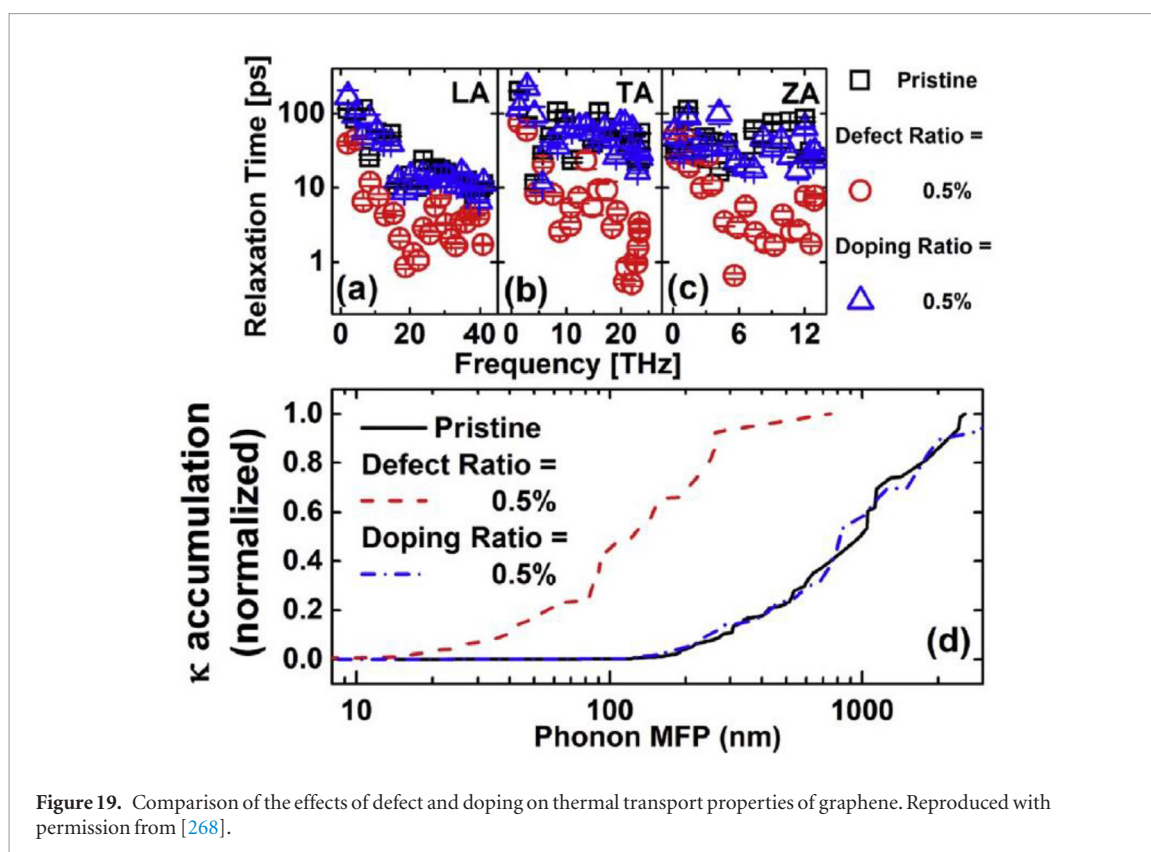 Relaxation Time [ps]
100
10
1
LA
TA
ZA
(a)
(b)
(c)
0 20 40
0 10 20
0 6 12
Frequency [THz]
Pristine
Defect Ratio =
0.5%
Doping Ratio =
0.5%
κ accumulation
(normalized)
1.0
0.8
0.6
0.4
0.2
0.0
Pristine
Defect Ratio =
0.5%
Doping Ratio =
0.5%
(d)
10 100 1000
Phonon MFP (nm)
Figure 19. Comparison of the effects of defect and doping on thermal transport properties of graphene. Reproduced with
permission from [268].